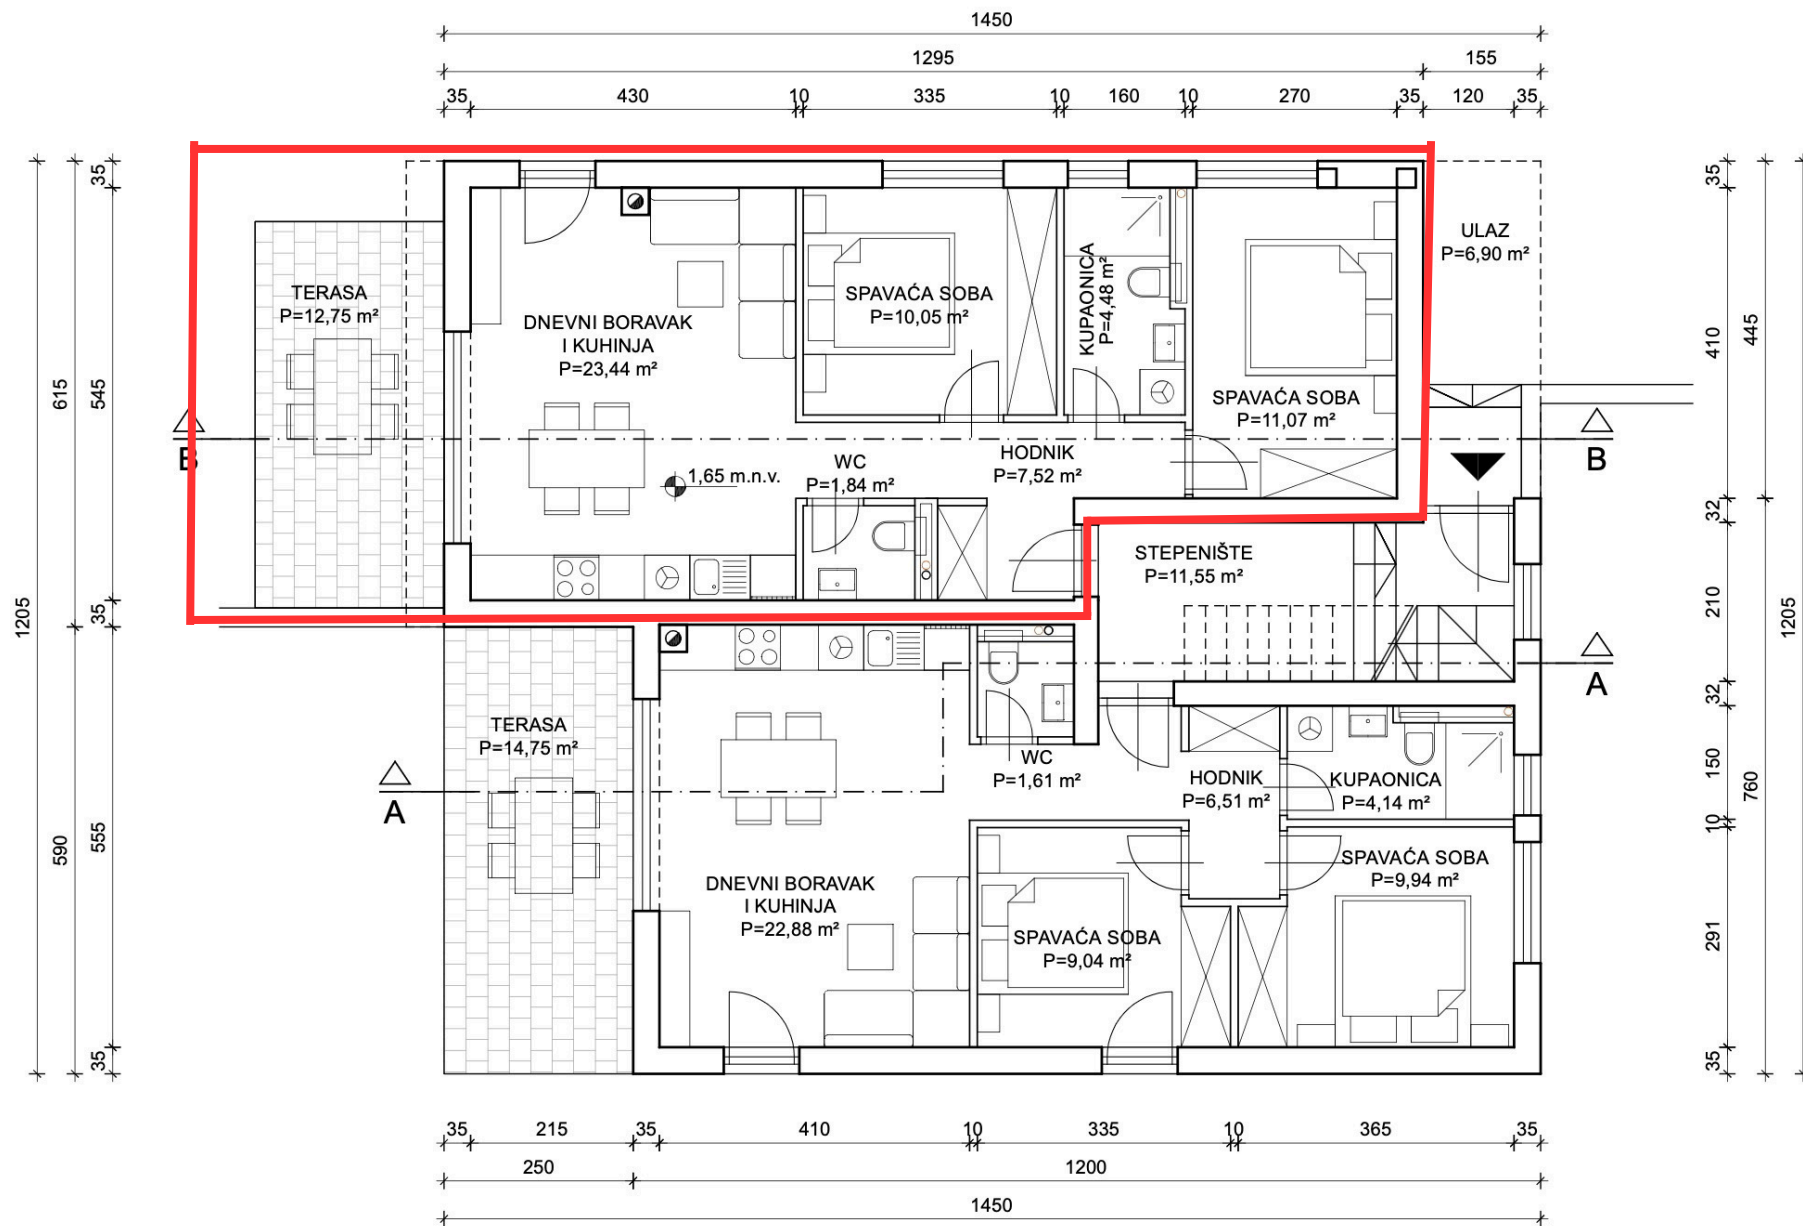 1450
1295 155
35 430 10 335 10 160 10 270 35 120 35
1205
615 590
35 545 35 555 35
TERASA
P=12,75 m²
DNEVNI BORAVAK
I KUHINJA
P=23,44 m²
SPAVAĆA SOBA
P=10,05 m²
KUPAONICA
P=4,48 m²
SPAVAĆA SOBA
P=11,07 m²
ULAZ
P=6,90 m²
B
1,65 m.n.v.
WC
P=1,84 m²
HODNIK
P=7,52 m²
B
STEPENIŠTE
P=11,55 m²
A
TERASA
P=14,75 m²
A
WC
P=1,61 m²
HODNIK
P=6,51 m²
KUPAONICA
P=4,14 m²
DNEVNI BORAVAK
I KUHINJA
P=22,88 m²
SPAVAĆA SOBA
P=9,04 m²
SPAVAĆA SOBA
P=9,94 m²
35 410 32 210 32 150 10 291 35
445 760
1205
35 215 35 410 10 335 10 365 35
250 1200
1450